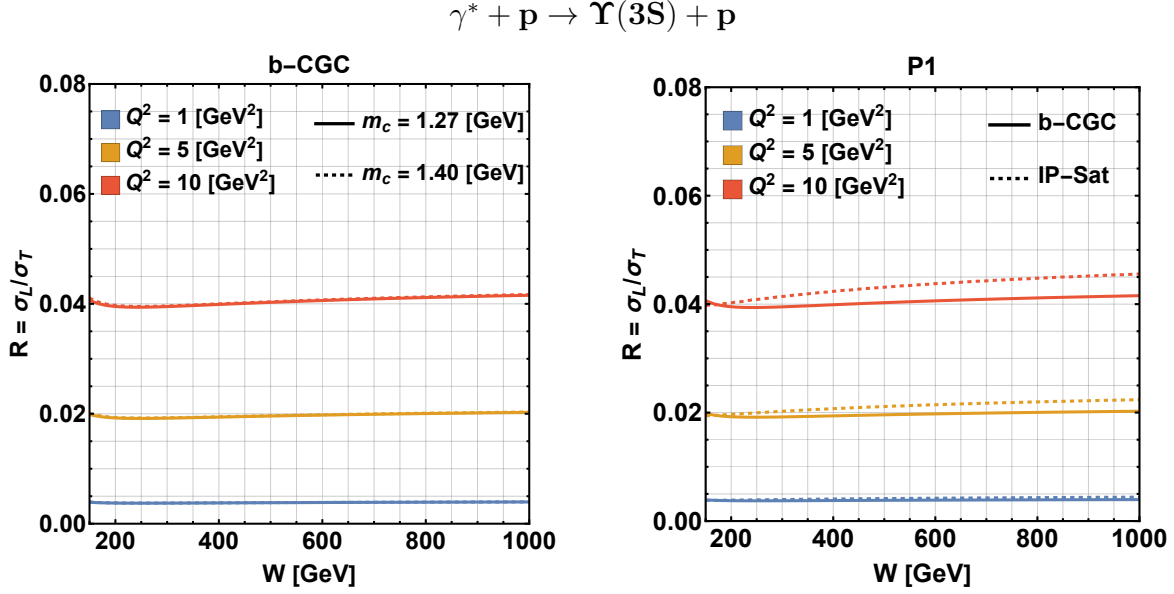 γ* + p → Υ(3S) + p
b−CGC
Q² = 1 [GeV²]
Q² = 5 [GeV²]
Q² = 10 [GeV²]
m_c = 1.27 [GeV]
m_c = 1.40 [GeV]
R = σ_L/σ_T
0.08
0.06
0.04
0.02
0.00
200
400
600
800
1000
W [GeV]
P1
Q² = 1 [GeV²]
Q² = 5 [GeV²]
Q² = 10 [GeV²]
b−CGC
IP−Sat
R = σ_L/σ_T
0.08
0.06
0.04
0.02
0.00
200
400
600
800
1000
W [GeV]